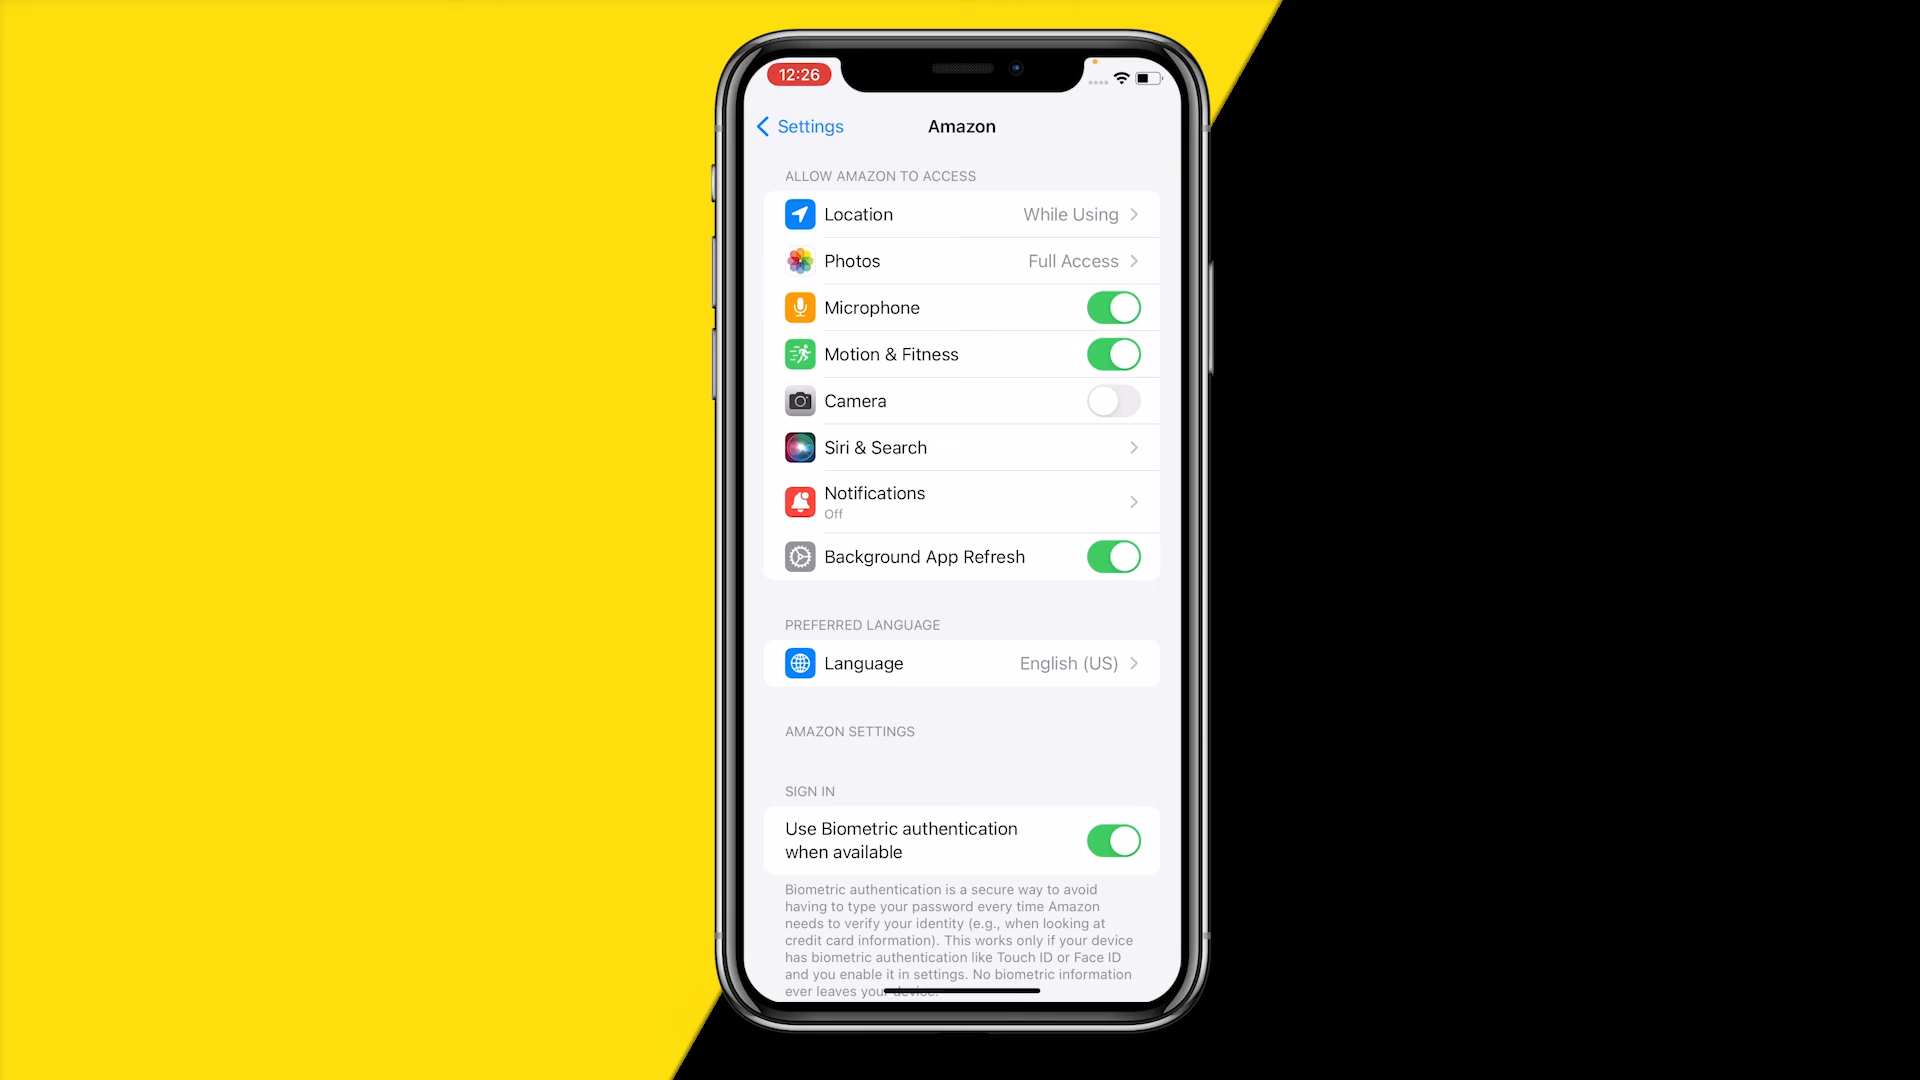 12:26
Settings
Amazon
ALLOW AMAZON TO ACCESS
Location While Using
Photos Full Access
Microphone
Motion & Fitness
Camera
Siri & Search
Notifications
Off
Background App Refresh
PREFERRED LANGUAGE
Language English (US)
AMAZON SETTINGS
SIGN IN
Use Biometric authentication
when available
Biometric authentication is a secure way to avoid
having to type your password every time Amazon
needs to verify your identity (e.g., when looking at
credit card information). This works only if your device
has biometric authentication like Touch ID or Face ID
and you enable it in settings. No biometric information
ever leaves your device.